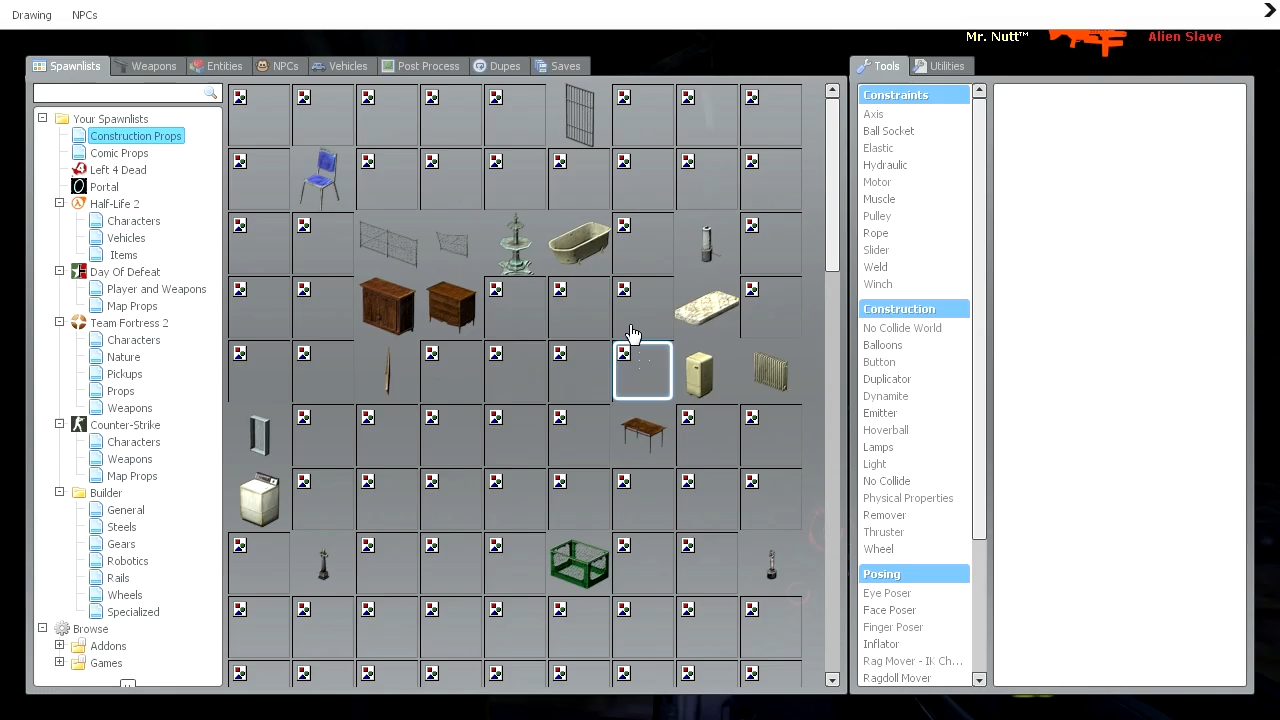 Drawing NPCs
Mr. Nutt™ Alien Slave
Spawnlists Weapons Entities NPCs Vehicles Post Process Dupes Saves
Tools Utilities
Your Spawnlists
Construction Props
Comic Props
Left 4 Dead
Portal
Half-Life 2
Characters
Vehicles
Items
Day Of Defeat
Player and Weapons
Map Props
Team Fortress 2
Characters
Nature
Pickups
Props
Weapons
Counter-Strike
Characters
Weapons
Map Props
Builder
General
Steels
Gears
Robotics
Rails
Wheels
Specialized
Browse
Addons
Games
Constraints
Axis
Ball Socket
Elastic
Hydraulic
Motor
Muscle
Pulley
Rope
Slider
Weld
Winch
Construction
No Collide World
Balloons
Button
Duplicator
Dynamite
Emitter
Hoverball
Lamps
Light
No Collide
Physical Properties
Remover
Thruster
Wheel
Posing
Eye Poser
Face Poser
Finger Poser
Inflator
Rag Mover - IK Ch...
Ragdoll Mover